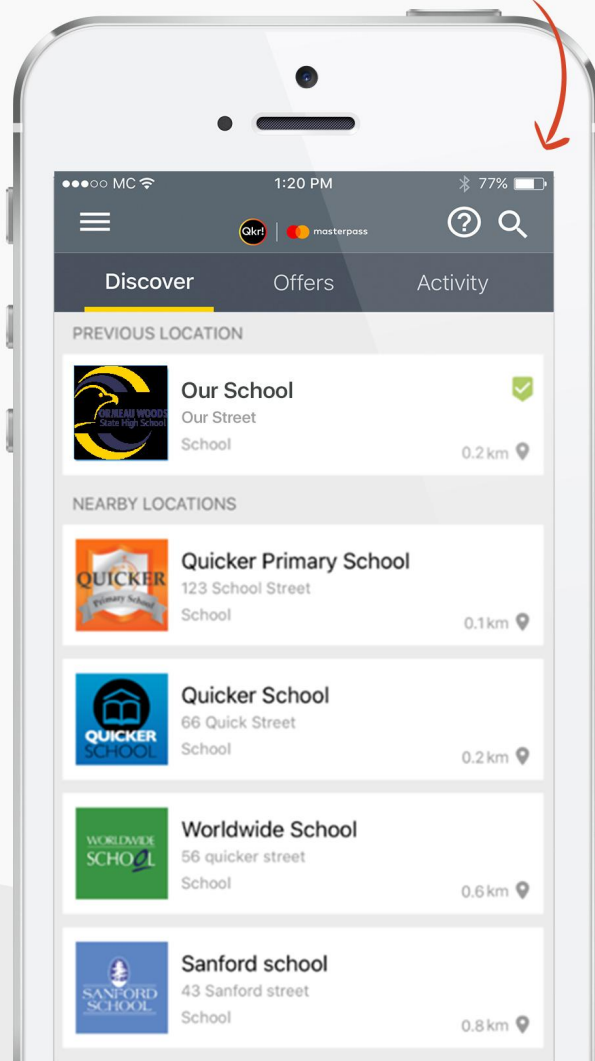 MC
1:20 PM
77%
Qkr!
masterpass
Discover
Offers
Activity
PREVIOUS LOCATION
ORMEAU WOODS
State High School
Our School
Our Street
School
0.2 km
NEARBY LOCATIONS
QUICKER
Primary School
Quicker Primary School
123 School Street
School
0.1 km
QUICKER
SCHOOL
Quicker School
66 Quick Street
School
0.2 km
WORLDWIDE
SCHOOL
Worldwide School
56 quicker street
School
0.6 km
SANFORD
SCHOOL
Sanford school
43 Sanford street
School
0.8 km